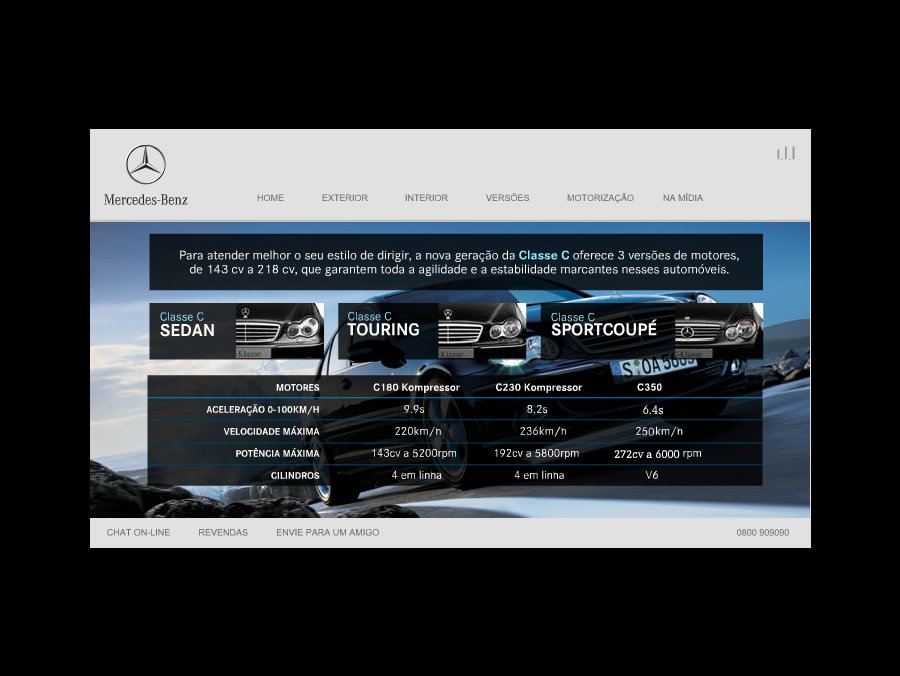 Mercedes-Benz
HOME EXTERIOR INTERIOR VERSÕES MOTORIZAÇÃO NA MÍDIA
Para atender melhor o seu estilo de dirigir, a nova geração da Classe C oferece 3 versões de motores,
de 143 cv a 218 cv, que garantem toda a agilidade e a estabilidade marcantes nesses automóveis.
Classe C
SEDAN
Classe C
TOURING
Classe C
SPORTCOUPÉ
MOTORES C180 Kompressor C230 Kompressor C350
ACELERAÇÃO 0-100KM/H 9.9s 8,2s 6.4s
VELOCIDADE MÁXIMA 220km/h 236km/h 250km/h
POTÊNCIA MÁXIMA 143cv a 5200rpm 192cv a 5800rpm 272cv a 6000 rpm
CILINDROS 4 em linha 4 em linha V6
CHAT ON-LINE REVENDAS ENVIE PARA UM AMIGO 0800 909090